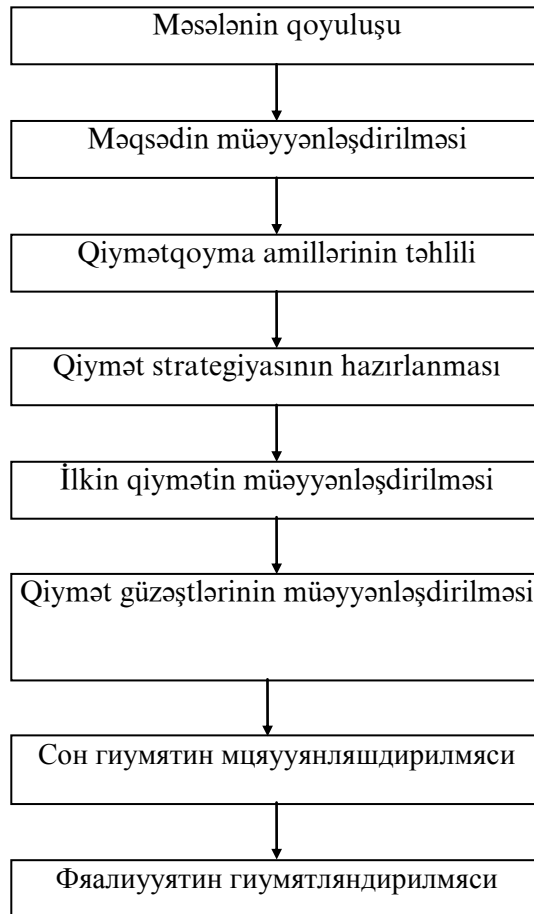 Məsələnin qoyuluşu
Məqsədin müəyyənləşdirilməsi
Qiymətqoyma amillərinin təhlili
Qiymət strategiyasının hazırlanması
İlkin qiymətin müəyyənləşdirilməsi
Qiymət güzəştlərinin müəyyənləşdirilməsi
Сон гиумятин мцяууянляшдирилмяси
Фяалиууятин гиумятляндирилмяси